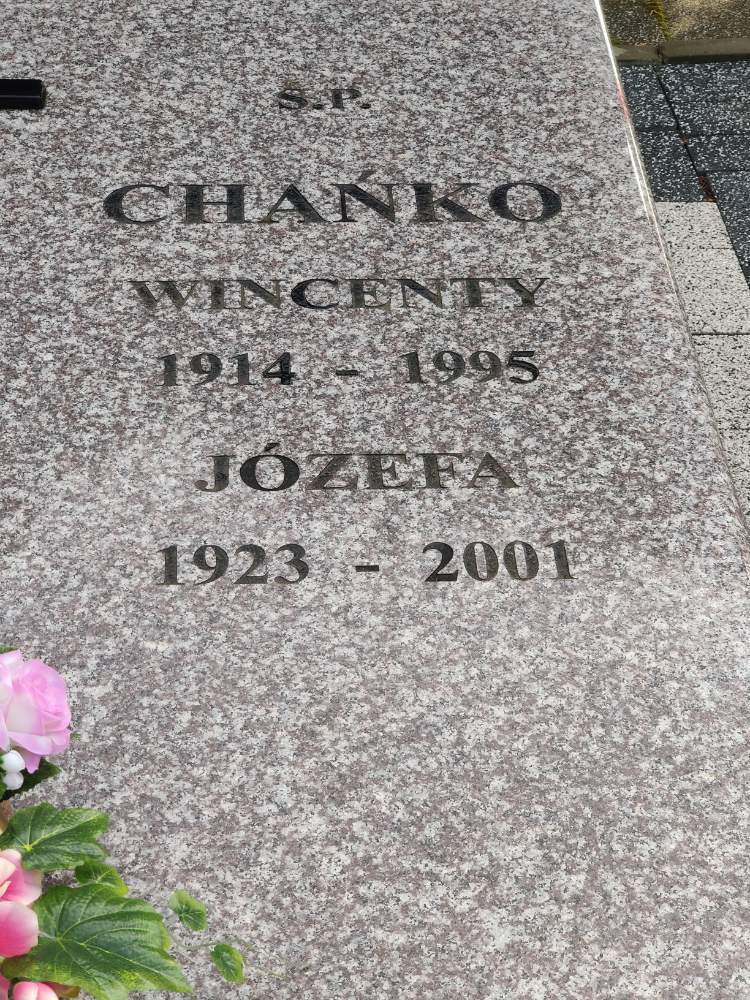 Ś.P.
CHAŃKO
WINCENTY
1914 - 1995
JÓZEFA
1923 - 2001